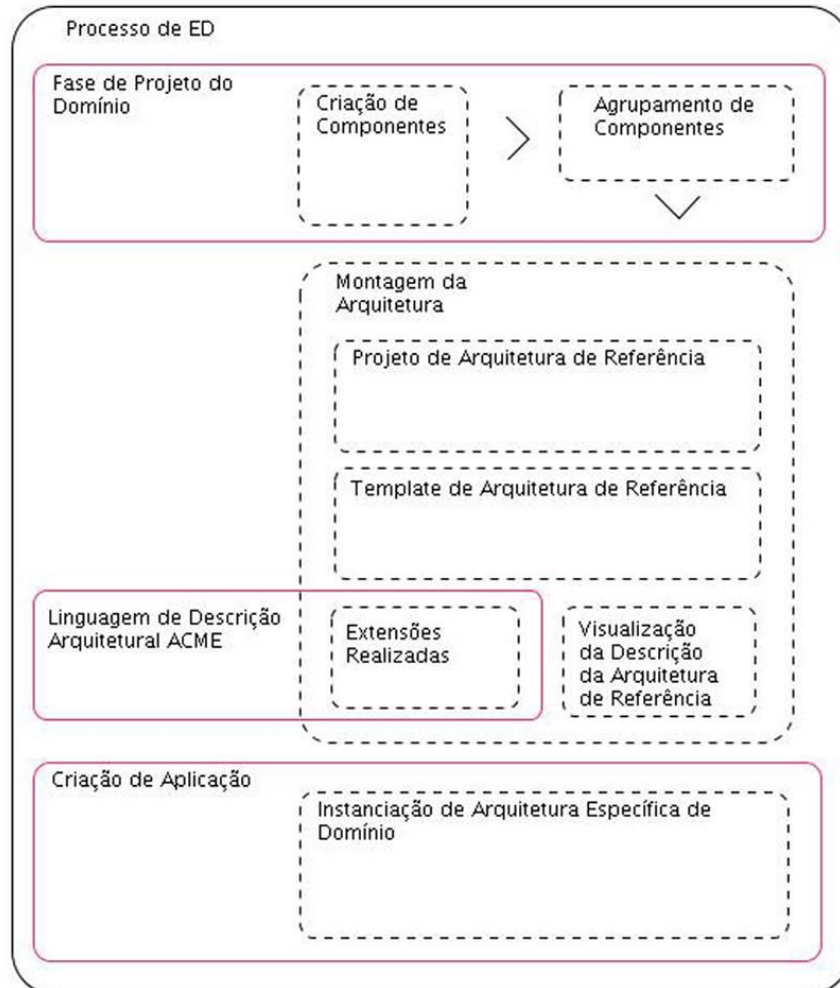 Processo de ED
Fase de Projeto do
Domínio
Criação de
Componentes
Agrupamento de
Componentes
Montagem da
Arquitetura
Projeto de Arquitetura de Referência
Template de Arquitetura de Referência
Linguagem de Descrição
Arquitetural ACME
Extensões
Realizadas
Visualização
da Descrição
da Arquitetura
de Referência
Criação de Aplicação
Instanciação de Arquitetura Específica de
Domínio